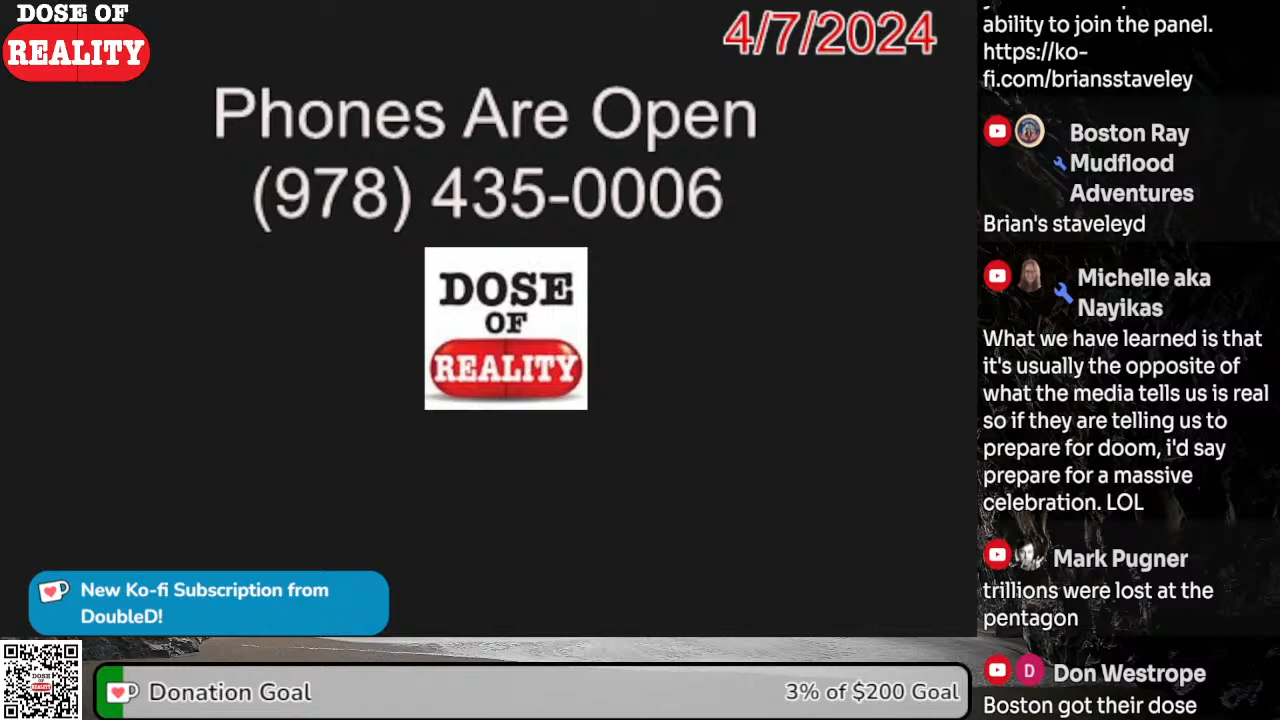 DOSE OF
REALITY
4/7/2024
Phones Are Open
(978) 435-0006
DOSE
OF
REALITY
New Ko-fi Subscription from
DoubleD!
Donation Goal
3% of $200 Goal
ability to join the panel.
https://ko-
fi.com/briansstaveley
Boston Ray
Mudflood
Adventures
Brian's staveleyd
Michelle aka
Nayikas
What we have learned is that
it's usually the opposite of
what the media tells us is real
so if they are telling us to
prepare for doom, i'd say
prepare for a massive
celebration. LOL
Mark Pugner
trillions were lost at the
pentagon
D
Don Westrope
Boston got their dose